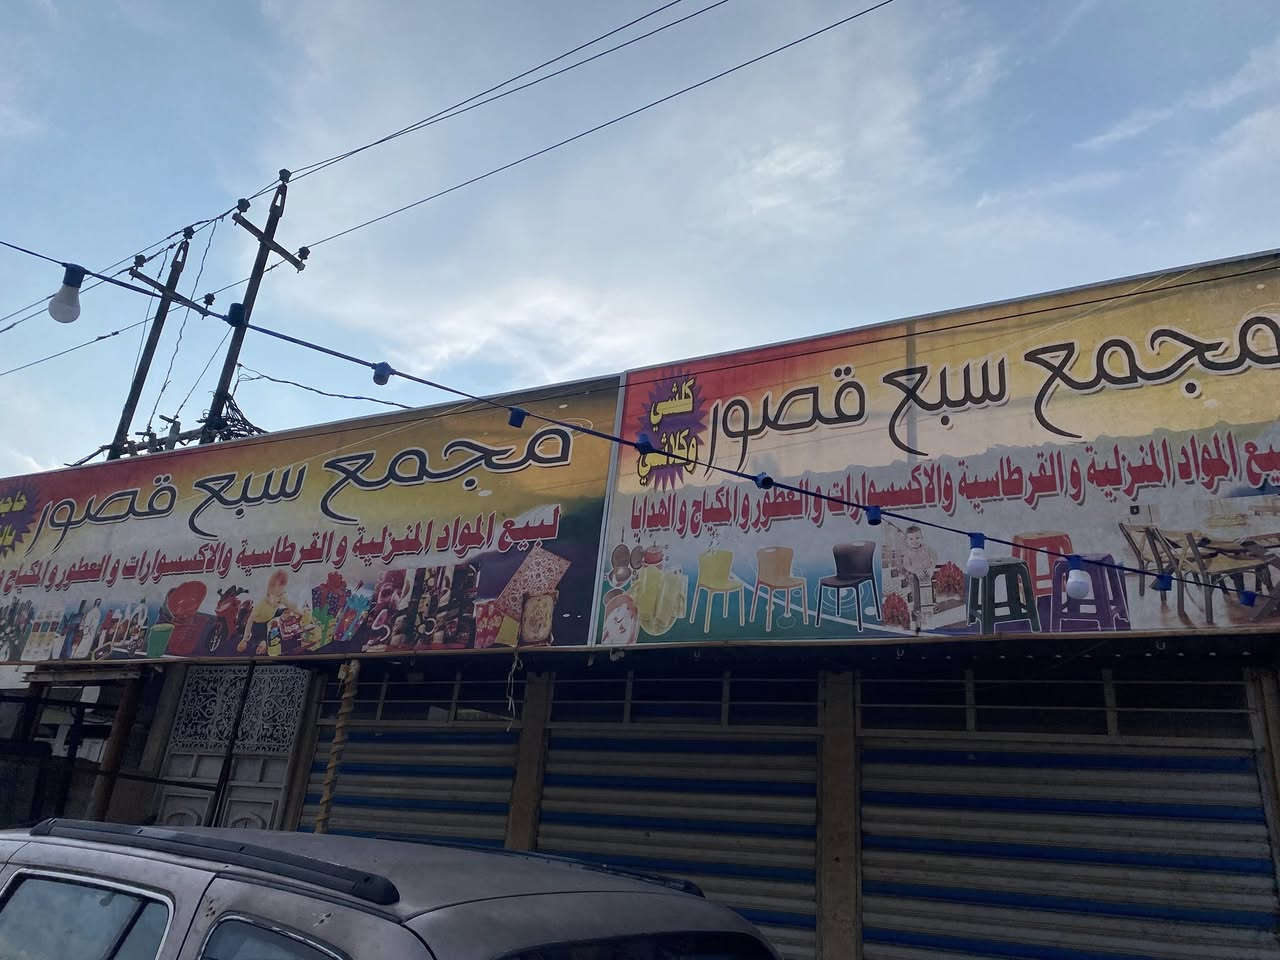 مجمع سبع قصور
كلشي
وكلاشي
لبيع المواد المنزلية و القرطاسية والاكسسوارات و العطور و المكياج و الهدايا
مجمع سبع قصور
لبيع المواد المنزلية و القرطاسية والاكسسوارات و العطور و المكياج و